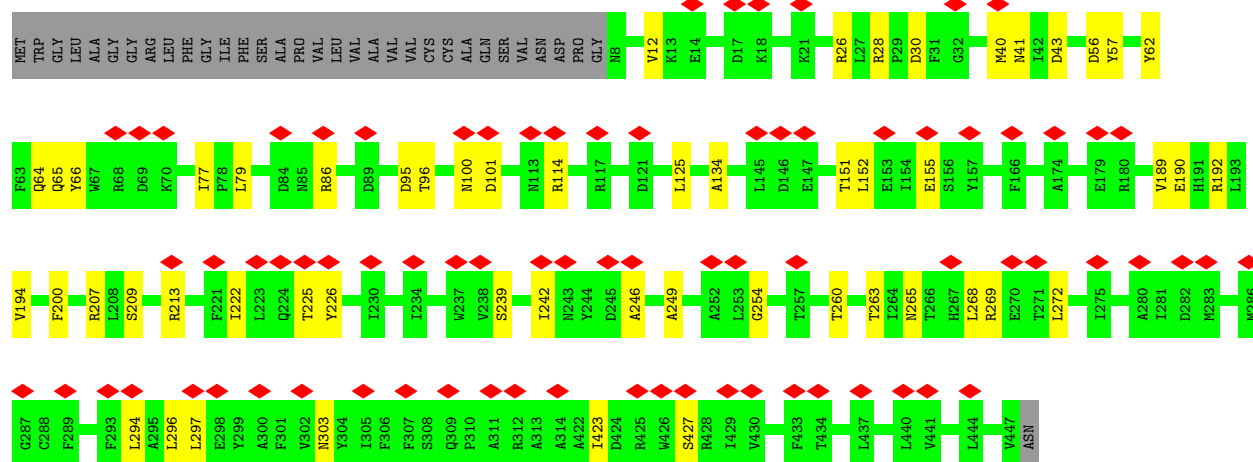 MET TRP GLY LEU ALA GLY GLY ARG LEU PHE GLY ILE PHE SER ALA PRO VAL LEU VAL ALA VAL VAL CYS CYS ALA GLN SER VAL ASN ASP PRO GLY N8 V12 K13 E14 D17 K18 K21 R26 L27 R28 P29 D30 F31 G32 M40 N41 I42 D43 D56 Y57 Y62
F63 Q64 Q65 Y66 W67 R68 D69 K70 I77 P78 L79 D84 N85 R86 D89 D95 T96 N100 D101 N113 R114 R117 D121 L125 A134 L145 D146 E147 T151 L152 E153 I154 E155 S156 Y157 F166 A174 E179 R180 V189 E190 H191 R192 L193
V194 F200 R207 L208 S209 R213 F221 I222 L223 Q224 T225 Y226 I230 I234 W237 V238 S239 I242 N243 Y244 D245 A246 A249 A252 L253 G254 T257 T260 T263 I264 N265 T266 H267 L268 R269 E270 T271 L272 I275 A280 I281 D282 M283 M286
G287 C288 F289 F293 L294 A295 L296 L297 E298 Y299 A300 F301 V302 N303 Y304 I305 F306 F307 S308 Q309 P310 A311 R312 A313 A314 A422 I423 D424 R425 W426 S427 R428 I429 V430 F433 T434 L437 L440 V441 L444 V447 ASN